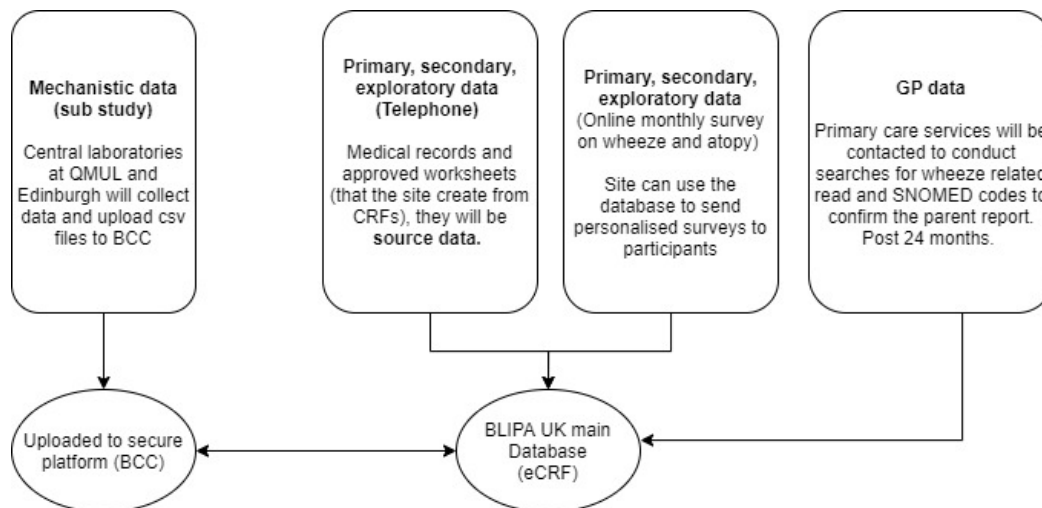 Mechanistic data
(sub study)
Central laboratories
at QMUL and
Edinburgh will collect
data and upload csv
files to BCC
Primary, secondary,
exploratory data
(Telephone)
Medical records and
approved worksheets
(that the site create from
CRFs), they will be
source data.
Primary, secondary,
exploratory data
(Online monthly survey
on wheeze and atopy)
Site can use the
database to send
personalised surveys to
participants
GP data
Primary care services will be
contacted to conduct
searches for wheeze related
read and SNOMED codes to
confirm the parent report.
Post 24 months.
Uploaded to secure
platform (BCC)
BLIPA UK main
Database
(eCRF)